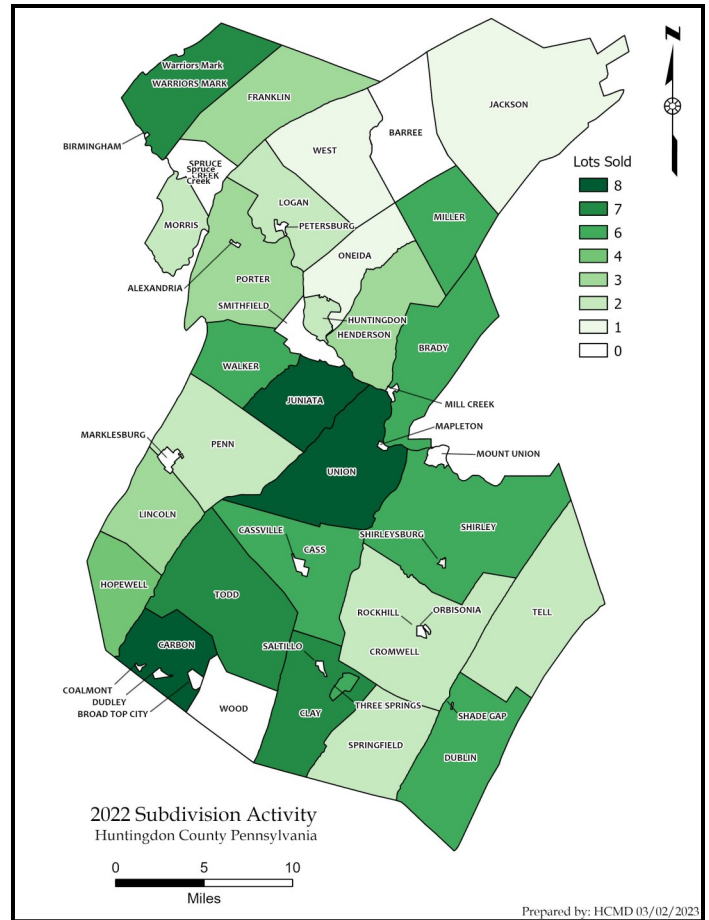 Warriors Mark
WARRIORS MARK
FRANKLIN
JACKSON
BARREE
BIRMINGHAM
WEST
SPRUCE
Spruce
CREEK
Creek
LOGAN
MILLER
MORRIS
PETERSBURG
ONEIDA
ALEXANDRIA
PORTER
SMITHFIELD
HUNTINGDON
HENDERSON
BRADY
WALKER
JUNIATA
MILL CREEK
MAPLETON
MARKLESBURG
PENN
MOUNT UNION
UNION
LINCOLN
CASSVILLE
CASS
SHIRLEYSBURG
SHIRLEY
HOPEWELL
TODD
ROCKHILL
ORBISONIA
TELL
CARBON
SALTILLO
CROMWELL
COALMONT
DUDLEY
BROAD TOP CITY
WOOD
CLAY
THREE SPRINGS
SHADE GAP
SPRINGFIELD
DUBLIN
N
Lots Sold
8
7
6
4
3
2
1
0
2022 Subdivision Activity
Huntingdon County Pennsylvania
0 5 10
Miles
Prepared by: HCMD 03/02/2023